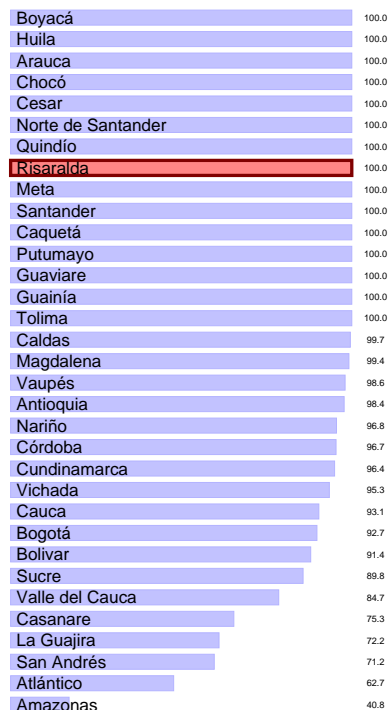 Boyacá 100.0
Huila 100.0
Arauca 100.0
Chocó 100.0
Cesar 100.0
Norte de Santander 100.0
Quindío 100.0
Risaralda 100.0
Meta 100.0
Santander 100.0
Caquetá 100.0
Putumayo 100.0
Guaviare 100.0
Guainía 100.0
Tolima 100.0
Caldas 99.7
Magdalena 99.4
Vaupés 98.6
Antioquia 98.4
Nariño 96.8
Córdoba 96.7
Cundinamarca 96.4
Vichada 95.3
Cauca 93.1
Bogotá 92.7
Bolivar 91.4
Sucre 89.8
Valle del Cauca 84.7
Casanare 75.3
La Guajira 72.2
San Andrés 71.2
Atlántico 62.7
Amazonas 40.8